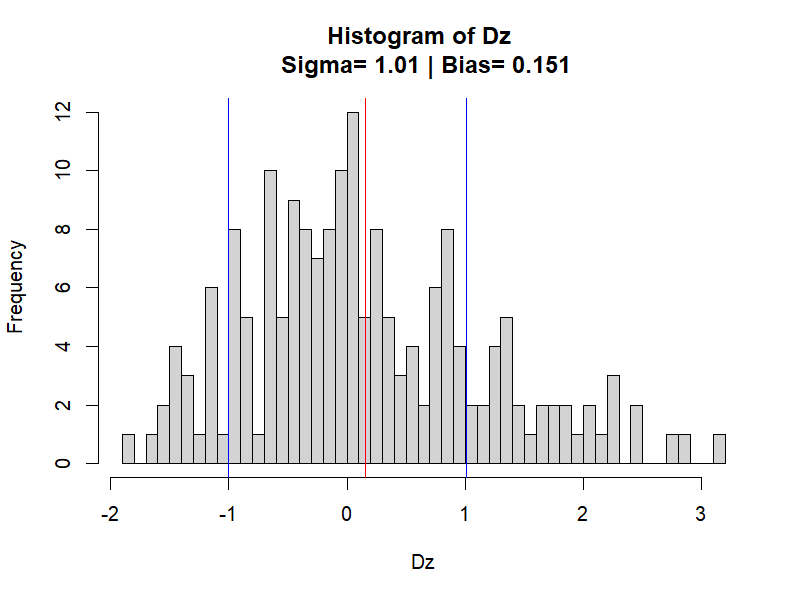 Histogram of Dz
Sigma= 1.01 | Bias= 0.151
12
10
8
6
4
2
0
Frequency
-2 -1 0 1 2 3
Dz